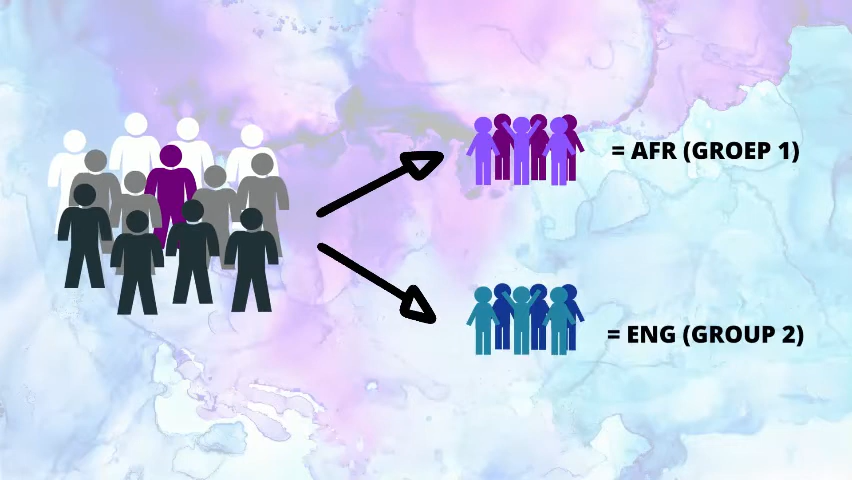 = AFR (GROEP 1)
= ENG (GROUP 2)